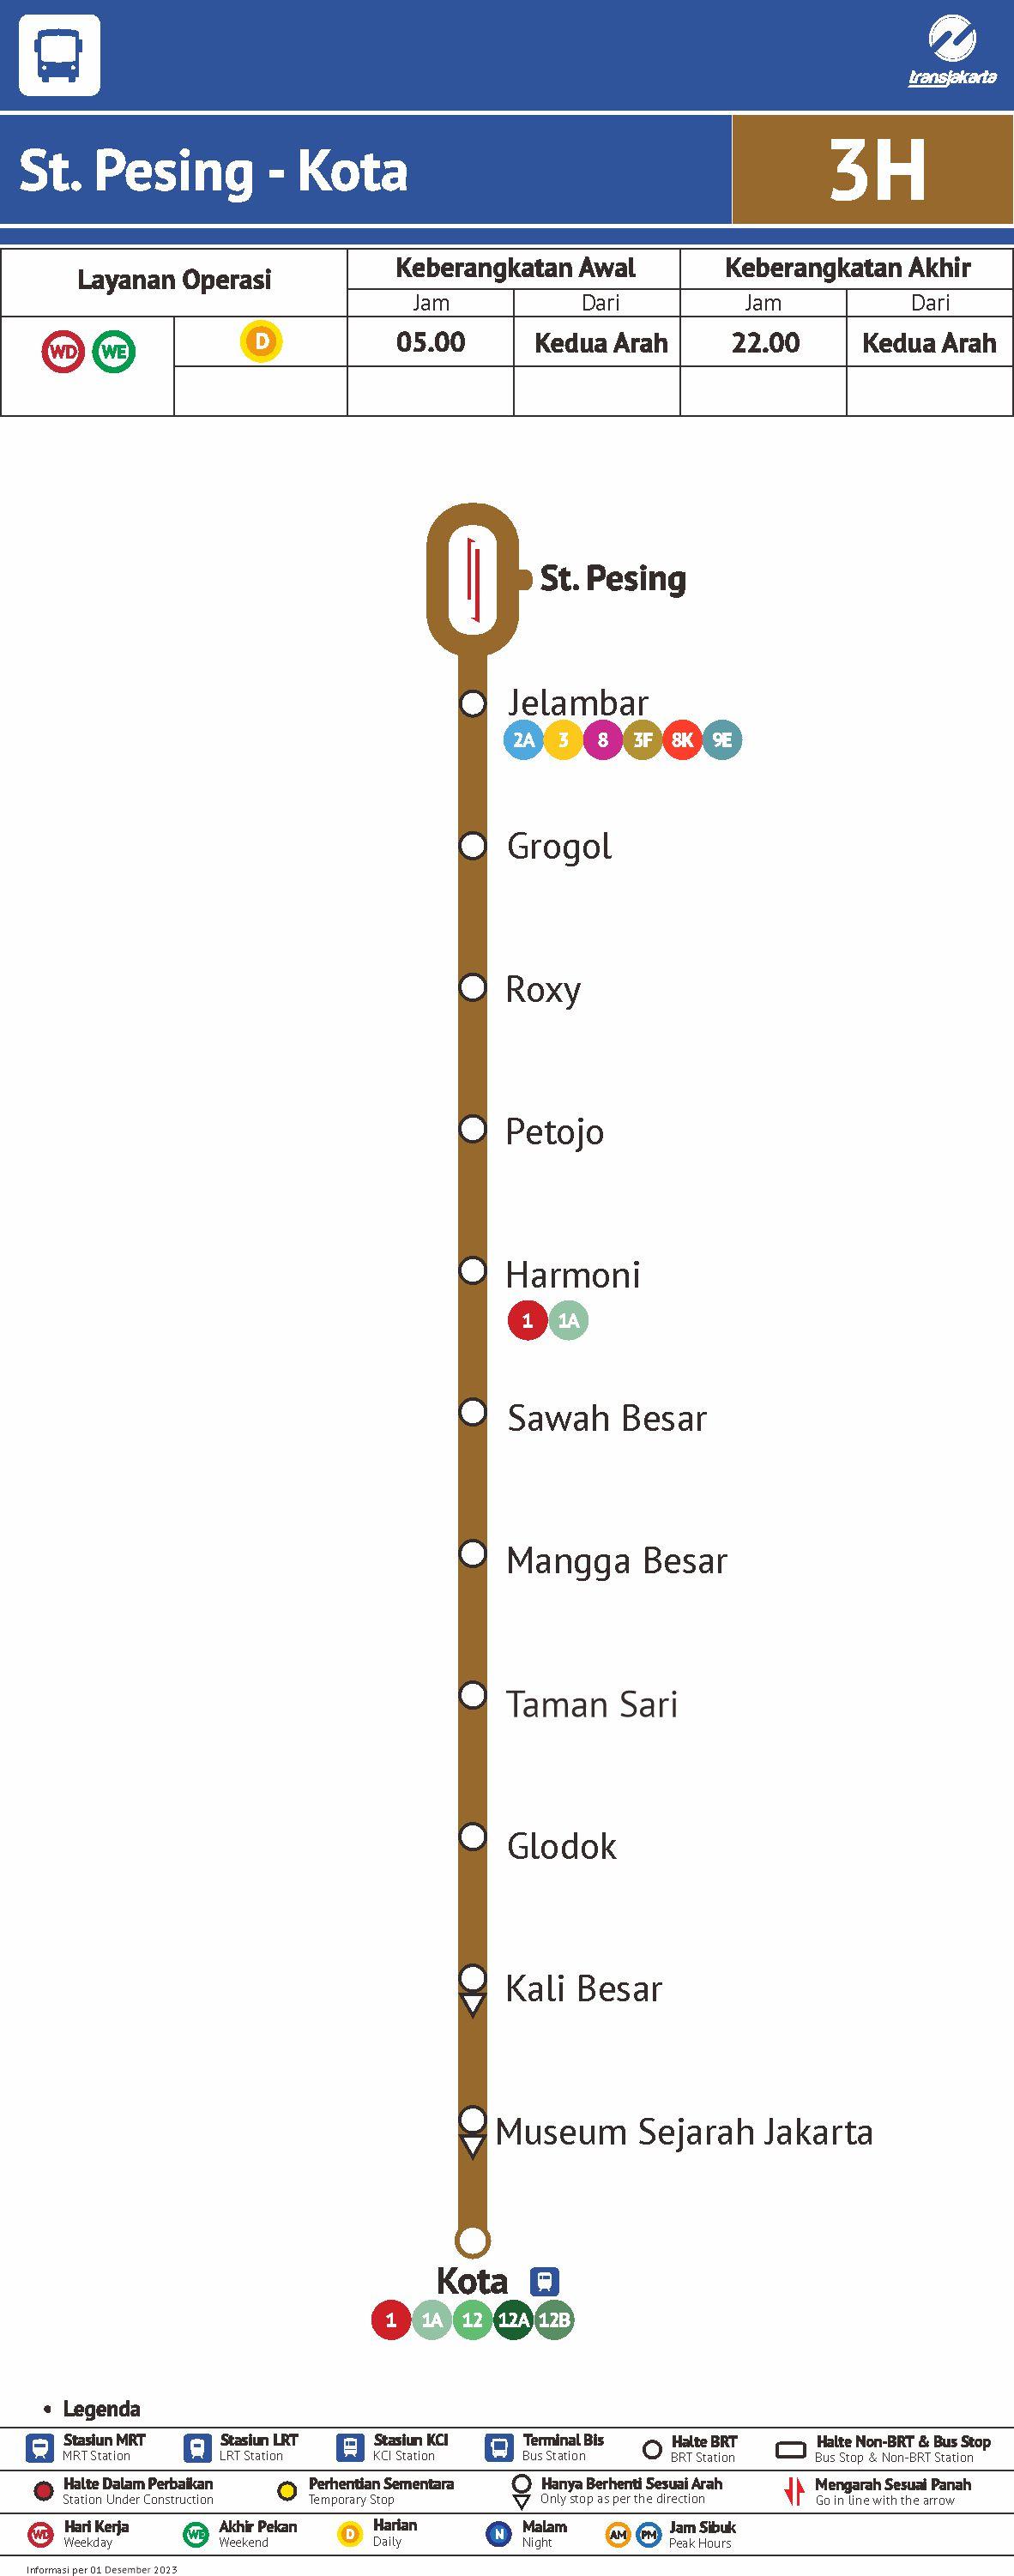 transjakarta
St. Pesing - Kota
3H
Layanan Operasi
Keberangkatan Awal
Keberangkatan Akhir
Jam
Dari
Jam
Dari
WD WE
D
05.00
Kedua Arah
22.00
Kedua Arah
St. Pesing
Jelambar
2A 3 8 3F 8K 9E
Grogol
Roxy
Petojo
Harmoni
1 1A
Sawah Besar
Mangga Besar
Taman Sari
Glodok
Kali Besar
Museum Sejarah Jakarta
Kota
1 1A 12 12A 12B
• Legenda
Stasiun MRT
MRT Station
Stasiun LRT
LRT Station
Stasiun KCI
KCI Station
Terminal Bis
Bus Station
Halte BRT
BRT Station
Halte Non-BRT & Bus Stop
Bus Stop & Non-BRT Station
Halte Dalam Perbaikan
Station Under Construction
Perhentian Sementara
Temporary Stop
Hanya Berhenti Sesuai Arah
Only stop as per the direction
Mengarah Sesuai Panah
Go in line with the arrow
WD
Hari Kerja
Weekday
WE
Akhir Pekan
Weekend
D
Harian
Daily
N
Malam
Night
AM PM
Jam Sibuk
Peak Hours
Informasi per 01 Desember 2023